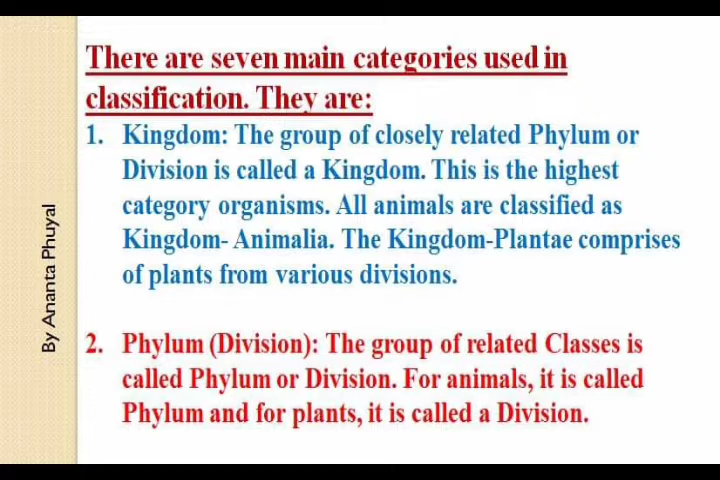 There are seven main categories used in
classification. They are:
1. Kingdom: The group of closely related Phylum or
Division is called a Kingdom. This is the highest
category organisms. All animals are classified as
Kingdom- Animalia. The Kingdom-Plantae comprises
of plants from various divisions.
2. Phylum (Division): The group of related Classes is
called Phylum or Division. For animals, it is called
Phylum and for plants, it is called a Division.
By Ananta Phuyal